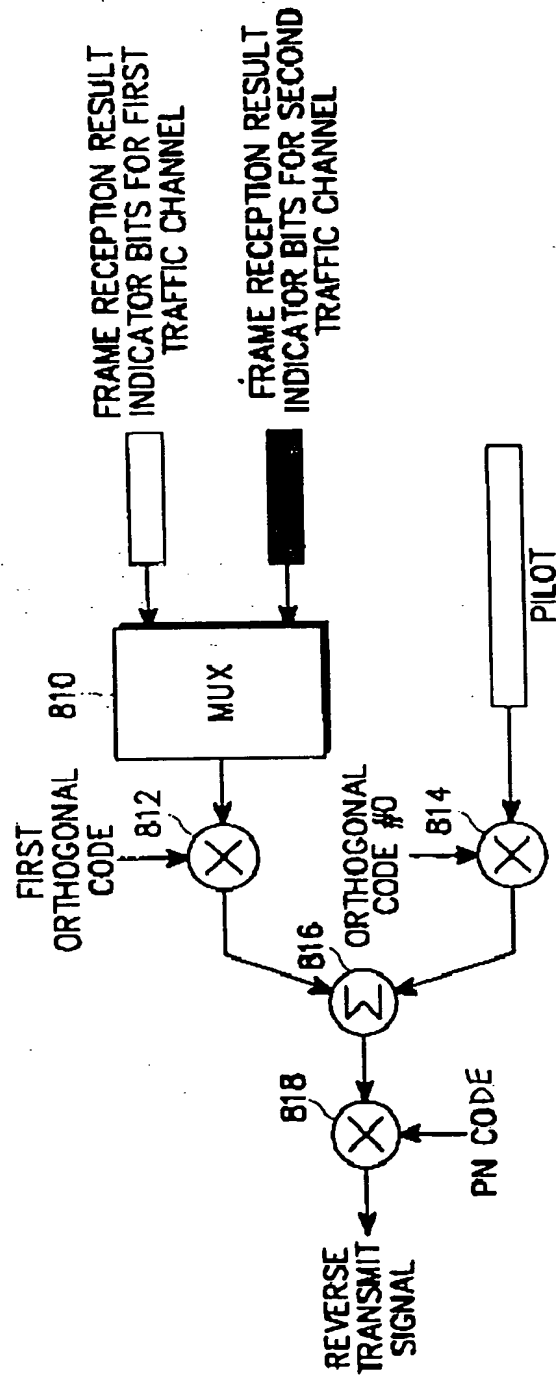 FRAME RECEPTION RESULT
INDICATOR BITS FOR FIRST
TRAFFIC CHANNEL
FRAME RECEPTION RESULT
INDICATOR BITS FOR SECOND
TRAFFIC CHANNEL
810
MUX
FIRST
ORTHOGONAL
CODE
812
PILOT
ORTHOGONAL
CODE #0
814
816
818
PN CODE
REVERSE
TRANSMIT
SIGNAL